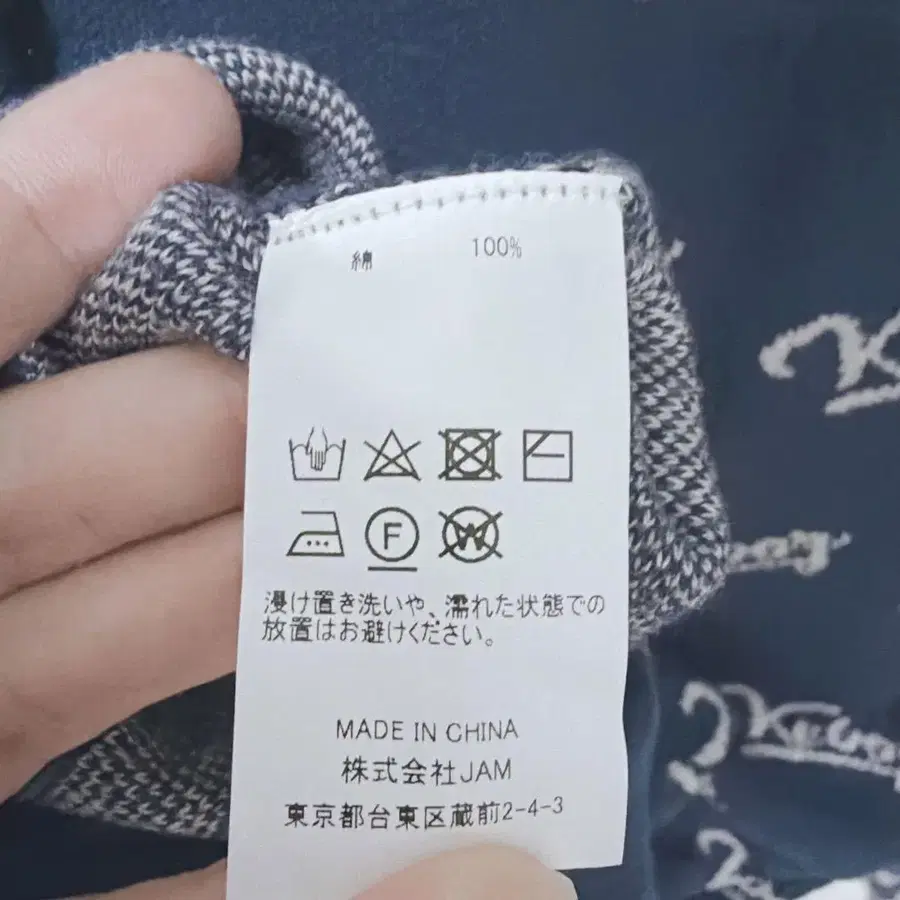 綿 100%
F
W
浸け置き洗いや、濡れた状態での
放置はお避けください。
MADE IN CHINA
株式会社JAM
東京都台東区蔵前2-4-3